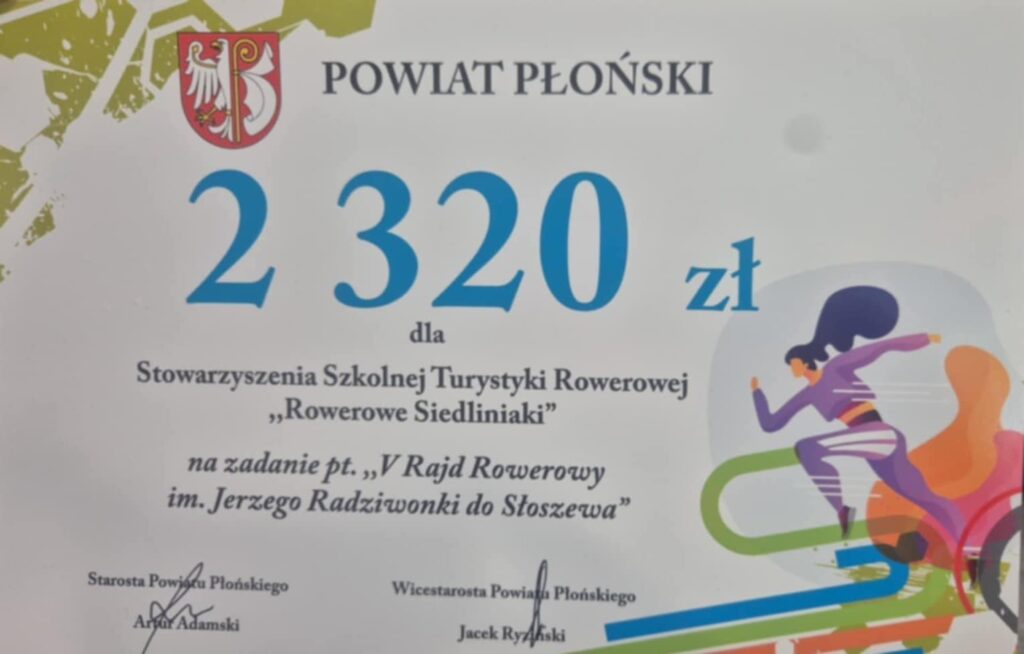 POWIAT PŁOŃSKI
2 320 zł
dla
Stowarzyszenia Szkolnej Turystyki Rowerowej
,,Rowerowe Siedliniaki”
na zadanie pt. ,,V Rajd Rowerowy
im. Jerzego Radziwonki do Słoszewa”
Starosta Powiatu Płońskiego
Artur Adamski
Wicestarosta Powiatu Płońskiego
Jacek Ryziński